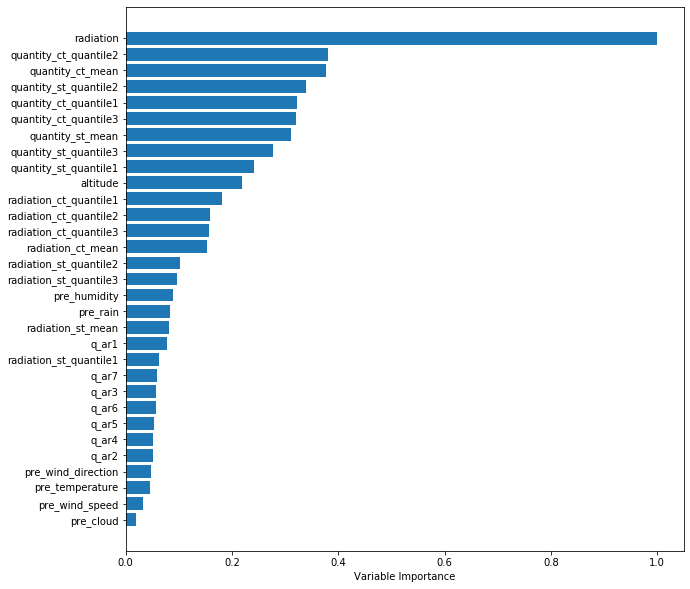 radiation
quantity_ct_quantile2
quantity_ct_mean
quantity_st_quantile2
quantity_ct_quantile1
quantity_ct_quantile3
quantity_st_mean
quantity_st_quantile3
quantity_st_quantile1
altitude
radiation_ct_quantile1
radiation_ct_quantile2
radiation_ct_quantile3
radiation_ct_mean
radiation_st_quantile2
radiation_st_quantile3
pre_humidity
pre_rain
radiation_st_mean
q_ar1
radiation_st_quantile1
q_ar7
q_ar3
q_ar6
q_ar5
q_ar4
q_ar2
pre_wind_direction
pre_temperature
pre_wind_speed
pre_cloud
0.0 0.2 0.4 0.6 0.8 1.0
Variable Importance